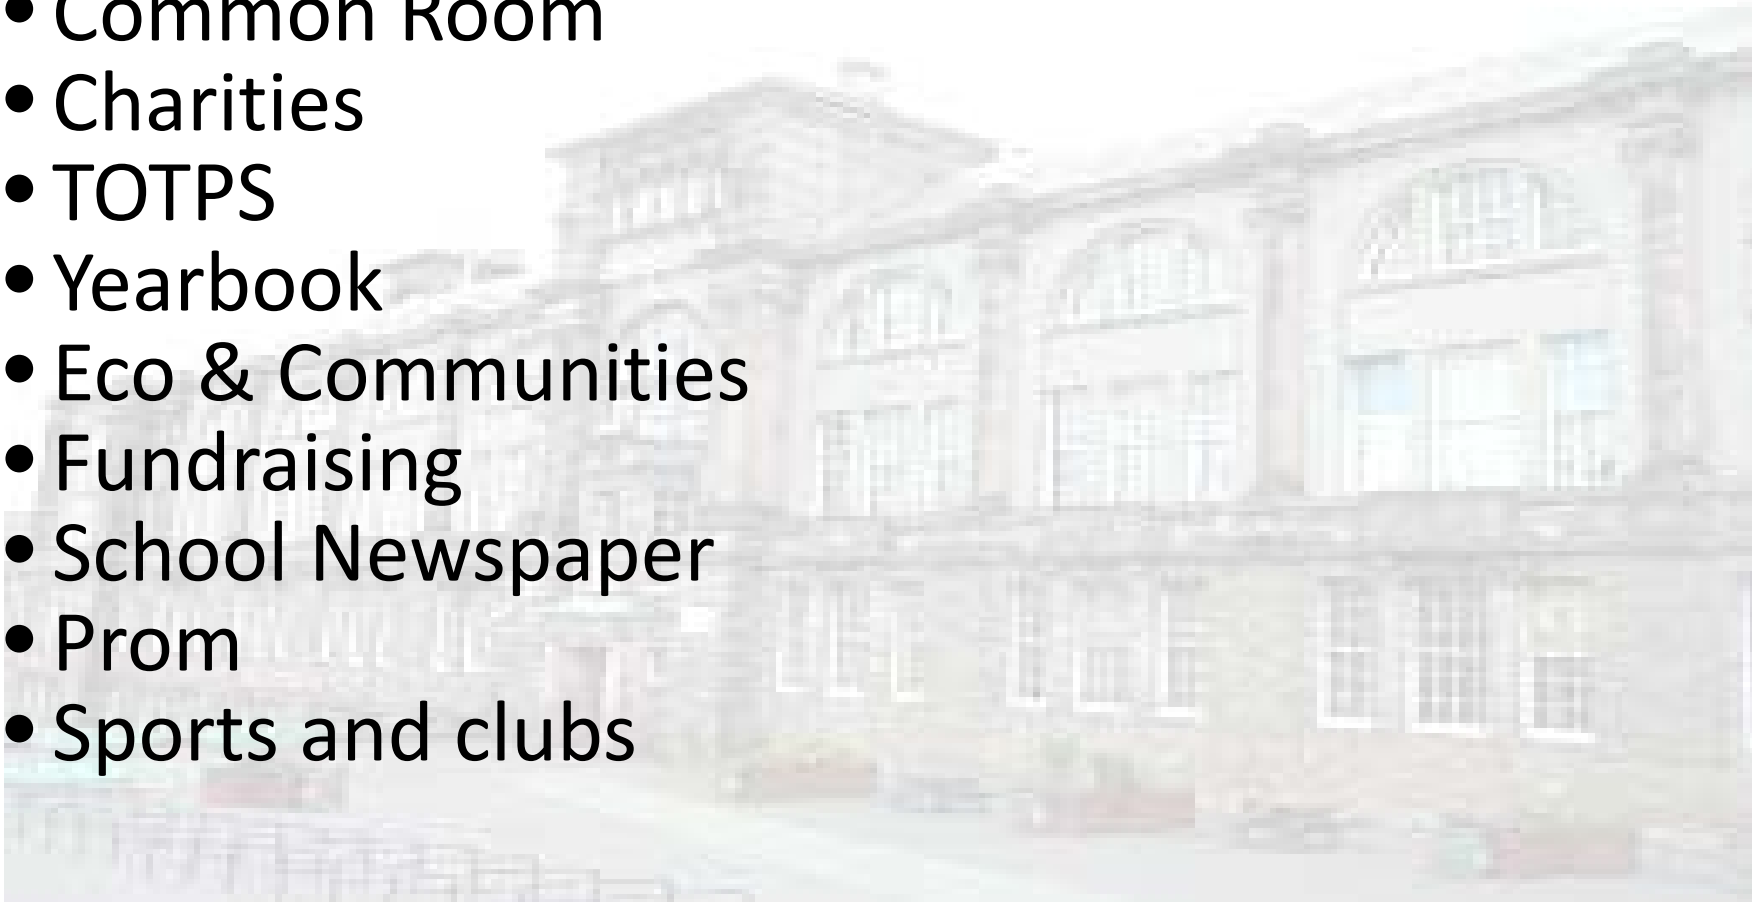 • Common Room
• Charities
• TOTPS
• Yearbook
• Eco & Communities
• Fundraising
• School Newspaper
• Prom
• Sports and clubs